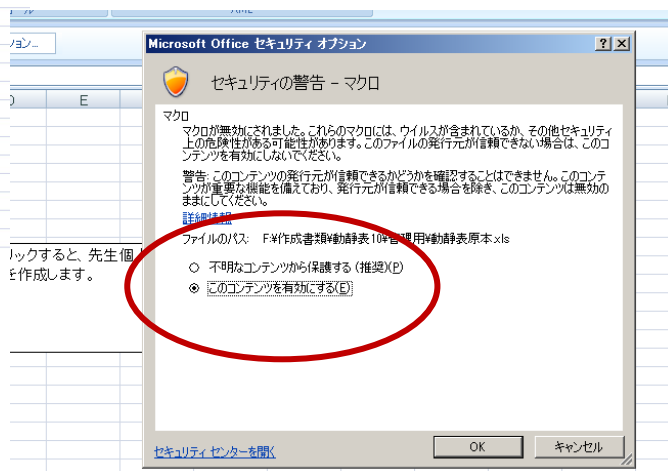 ション...
Microsoft Office セキュリティ オプション
セキュリティの警告 - マクロ
マクロ
マクロが無効にされました。これらのマクロには、ウイルスが含まれているか、その他セキュリティ
上の危険性がある可能性があります。このファイルの発行元が信頼できない場合は、このコ
ンテンツを有効にしないでください。
警告: このコンテンツの発行元が信頼できるかどうかを確認することはできません。このコンテ
ンツが重要な機能を備えており、発行元が信頼できる場合を除き、このコンテンツは無効の
ままにしてください。
詳細情報
ファイルのパス: F:¥作成書類¥動静表10¥管理用¥動静表原本.xls
不明なコンテンツから保護する (推奨)(P)
このコンテンツを有効にする(E)
E
リックすると、先生個人
を作成します。
セキュリティ センターを開く
OK
キャンセル